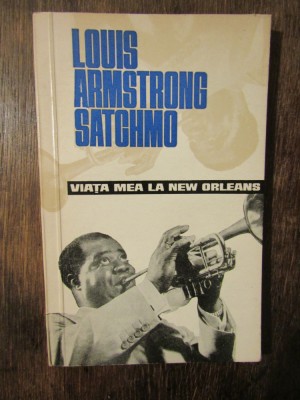 LOUIS
ARMSTRONG
SATCHMO
VIAȚA MEA LA NEW ORLEANS